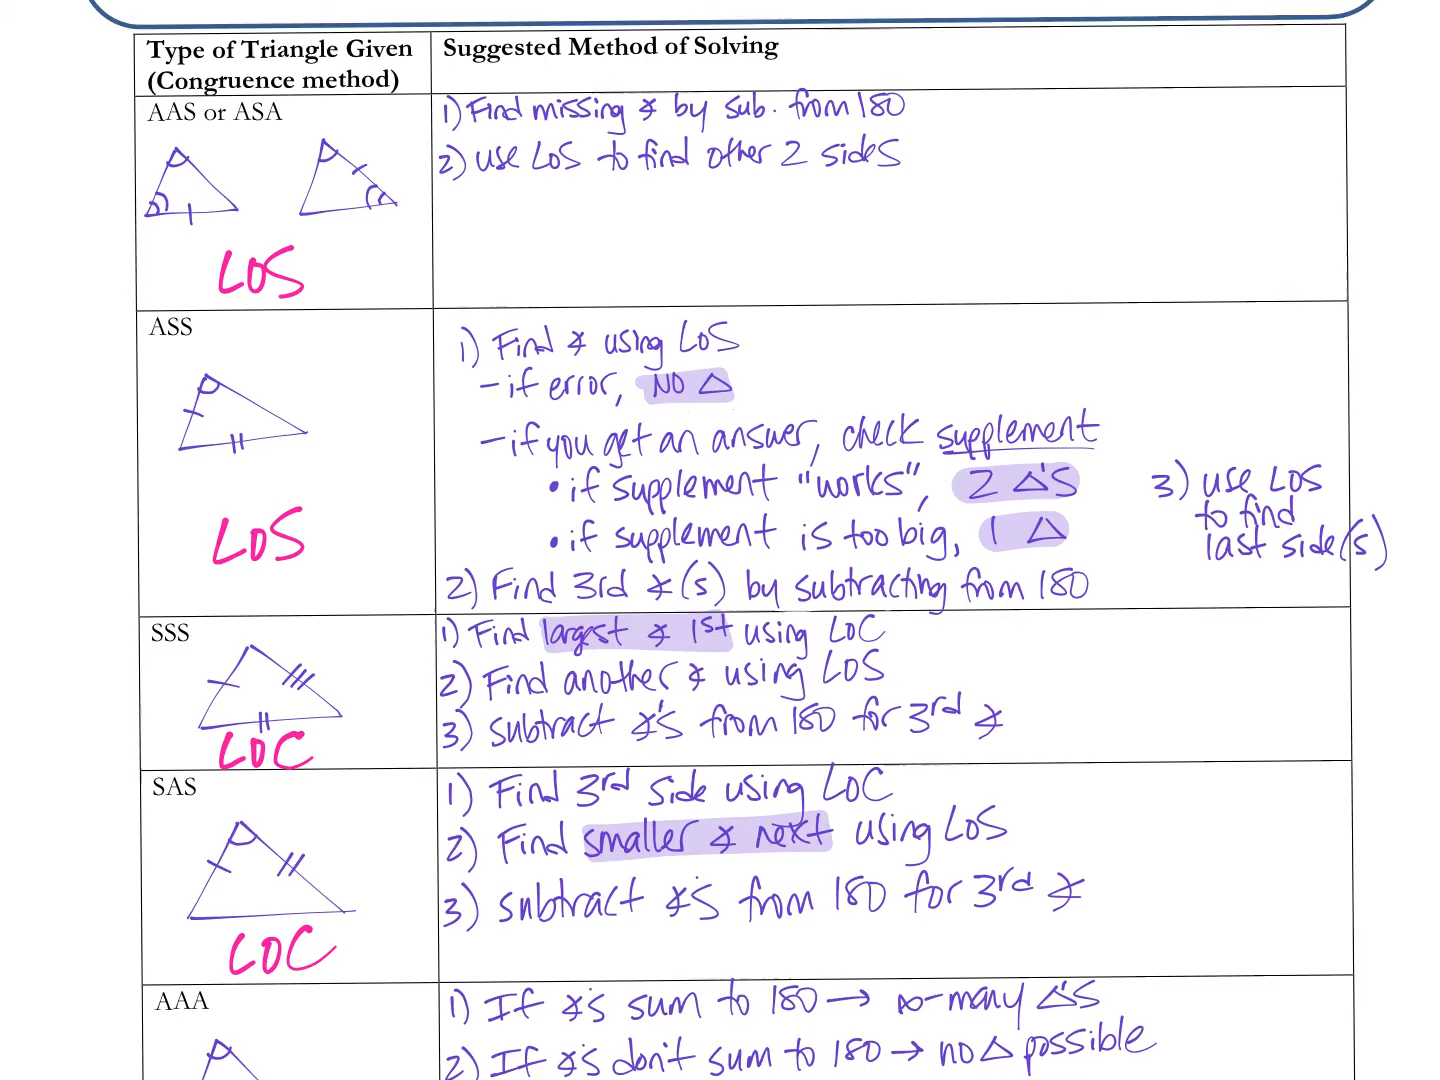 Type of Triangle Given
(Congruence method)
Suggested Method of Solving
AAS or ASA
LOS
1) Find missing ∡ by sub. from 180
2) use LOS to find other 2 sides
ASS
LOS
1) Find ∡ using LOS
- if error, NO △
- if you get an answer, check supplement
• if supplement "works", 2 △'s
• if supplement is too big, 1 △
2) Find 3rd ∡(s) by subtracting from 180
3) use LOS
to find
last side(s)
SSS
LOC
1) Find largest ∡ 1st using LOC
2) Find another ∡ using LOS
3) subtract ∡'s from 180 for 3rd ∡
SAS
LOC
1) Find 3rd side using LOC
2) Find smaller ∡ next using LOS
3) subtract ∡'s from 180 for 3rd ∡
AAA
1) If ∡'s sum to 180 → ∞-many △'s
2) If ∡'s don't sum to 180 → no △ possible